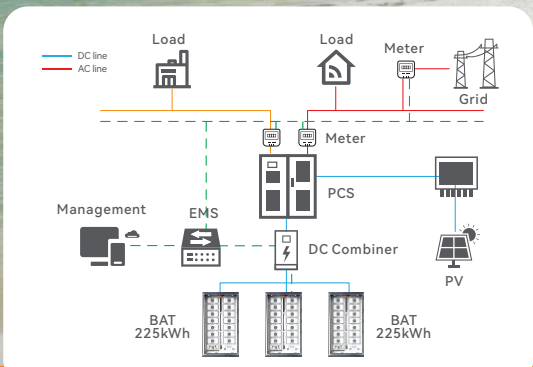 DC line
AC line
Load
Load
Meter
Grid
Meter
PCS
Management
EMS
DC Combiner
PV
BAT
225kWh
BAT
225kWh